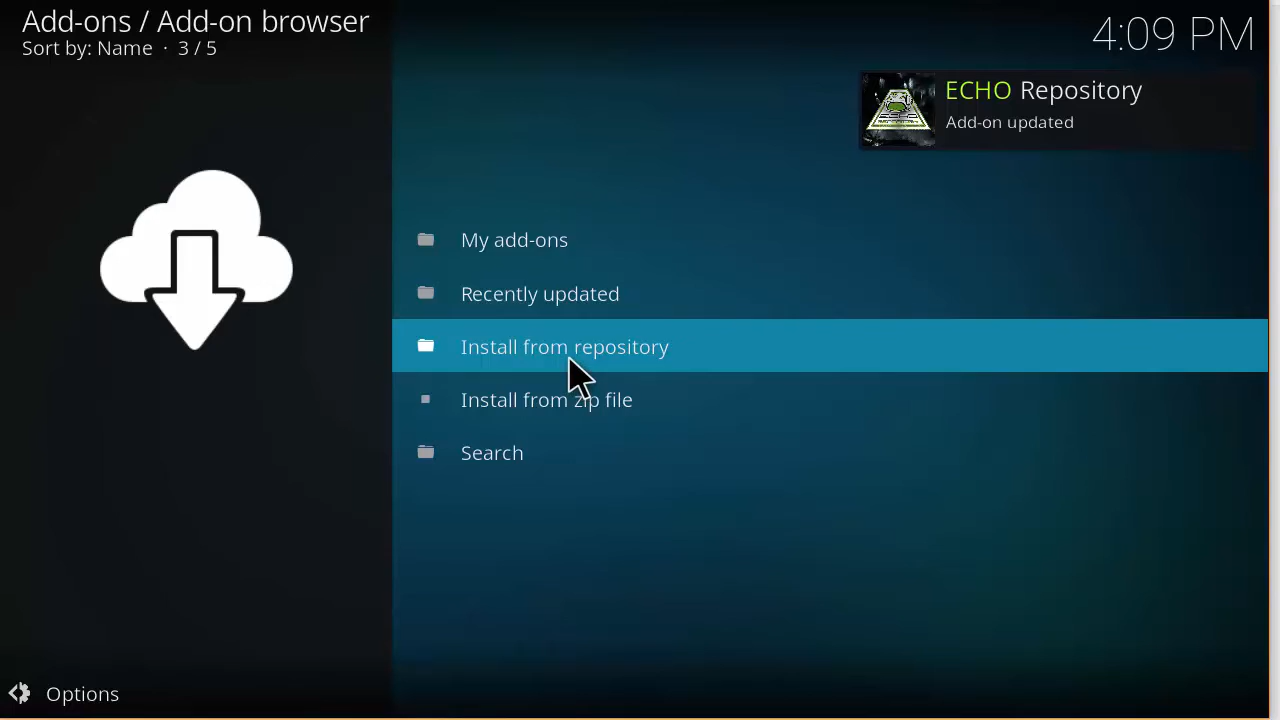 Add-ons / Add-on browser
Sort by: Name · 3 / 5
4:09 PM
ECHO Repository
Add-on updated
My add-ons
Recently updated
Install from repository
Install from zip file
Search
Options